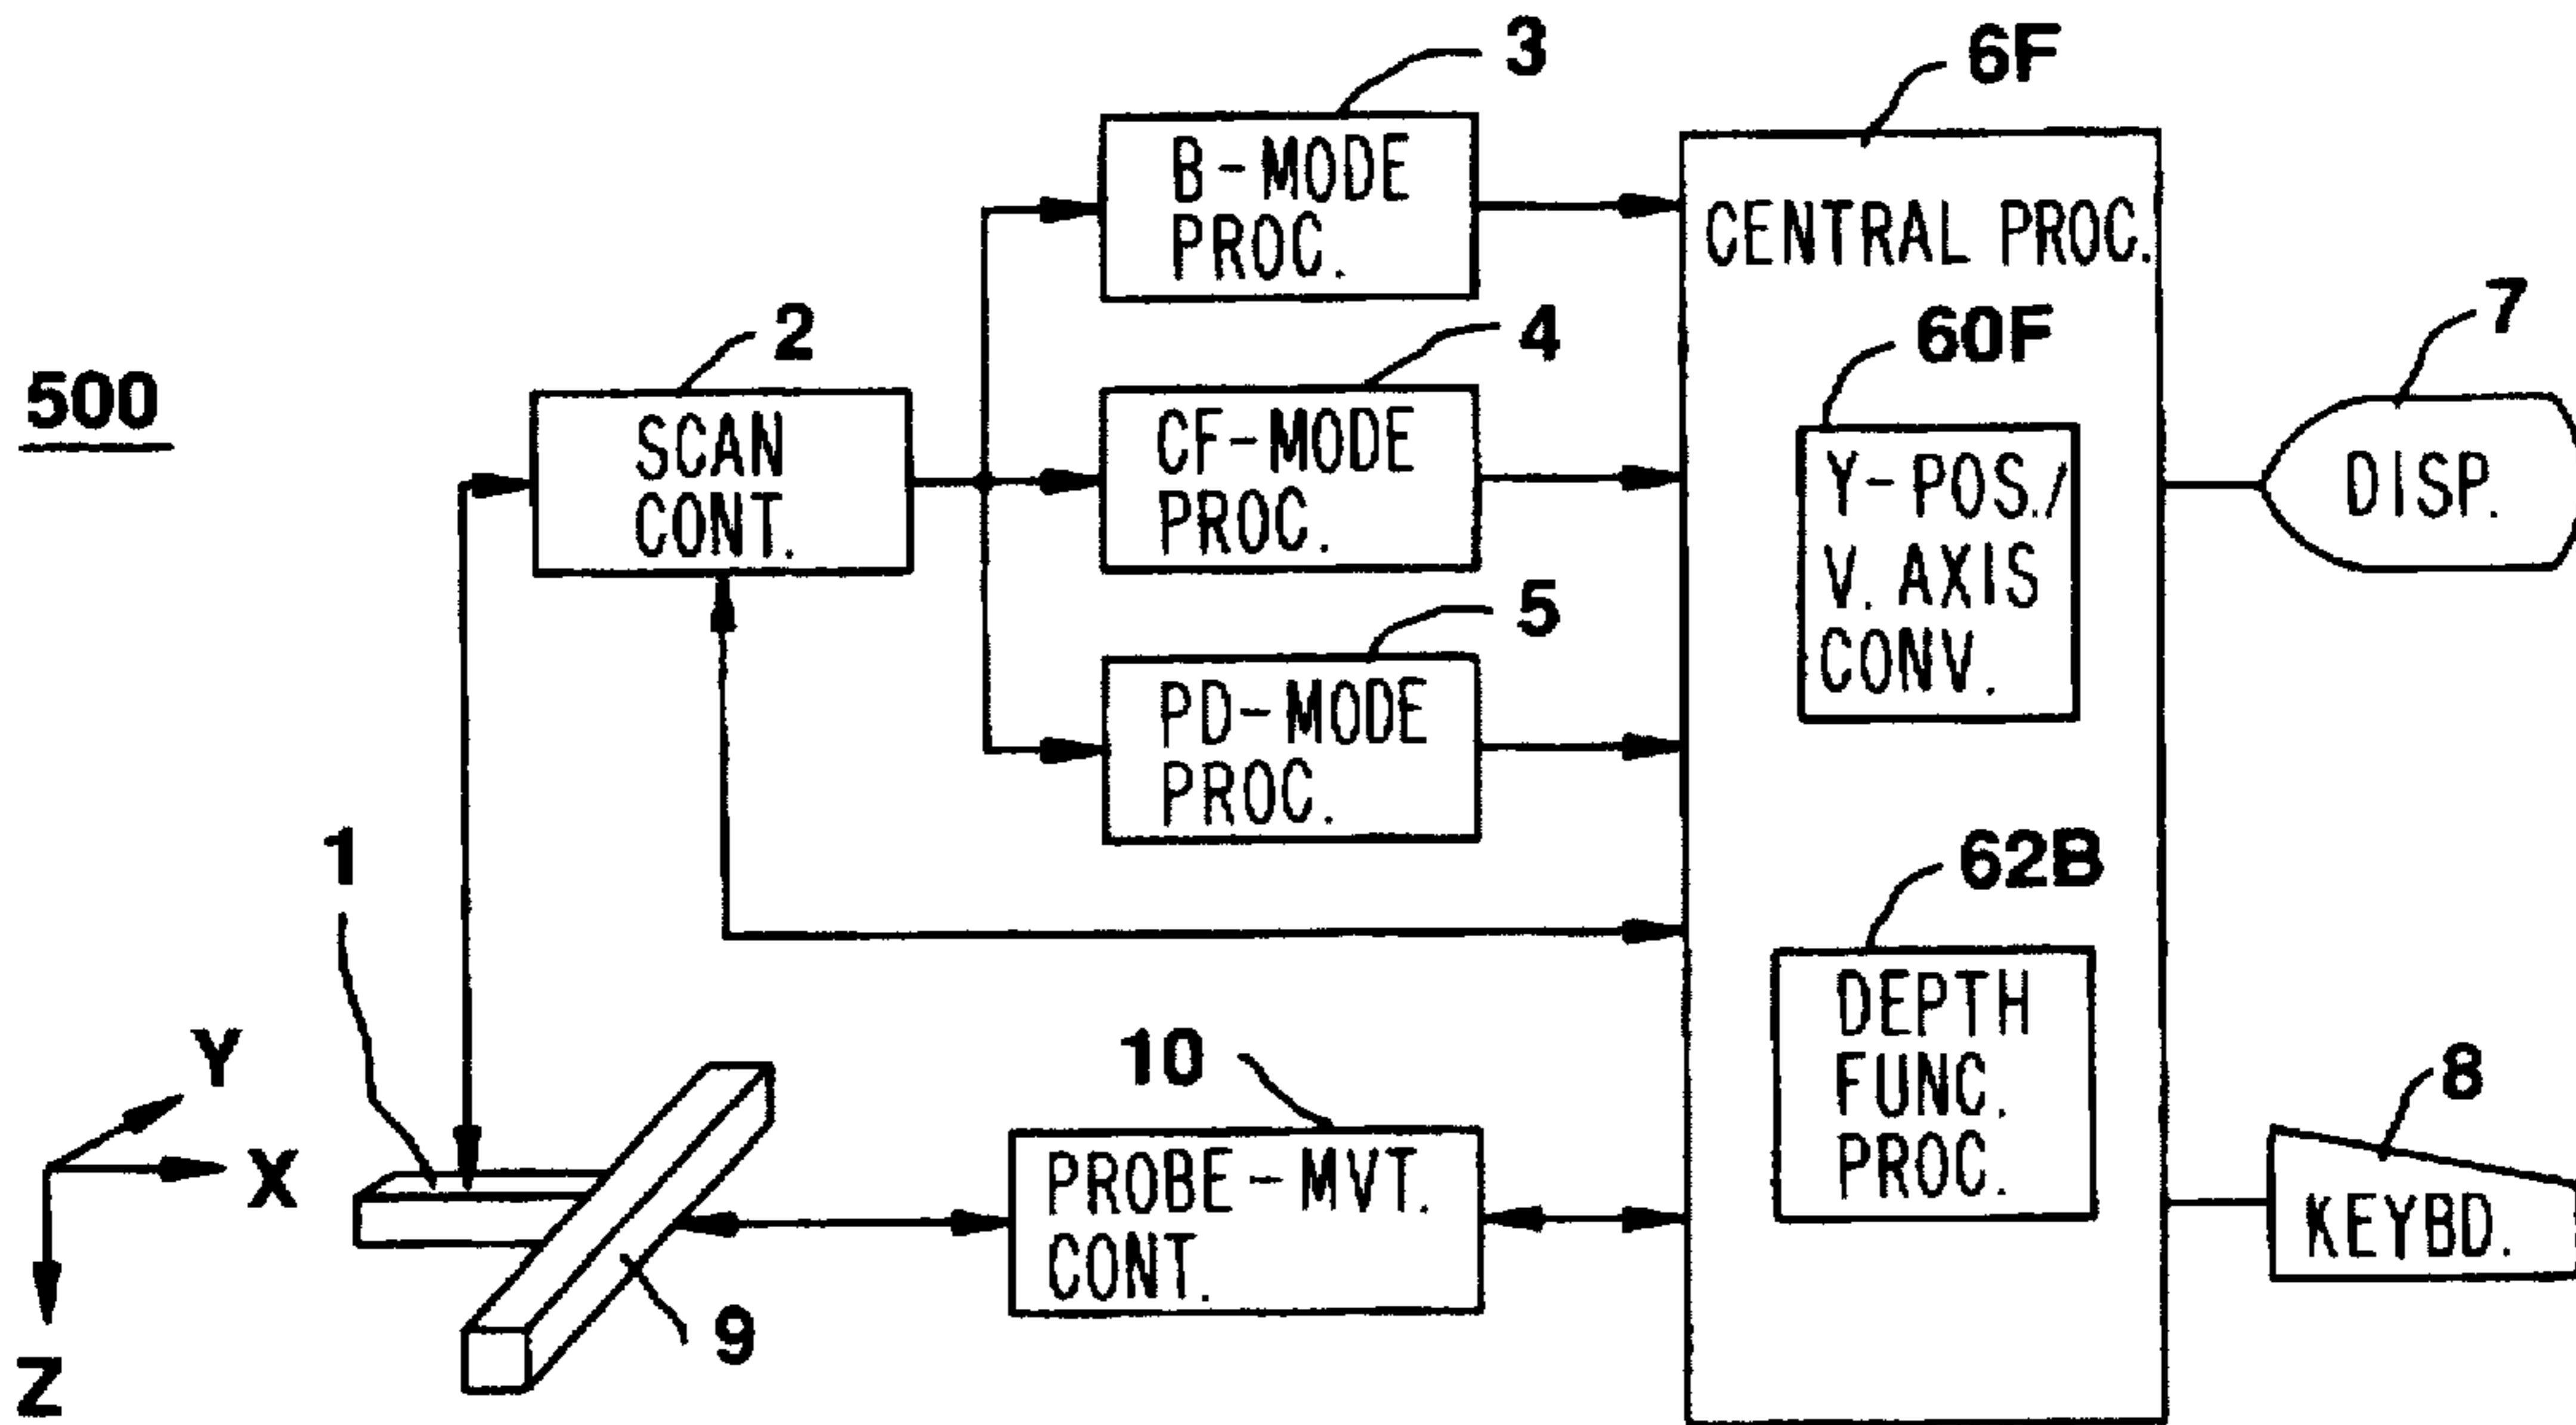 500
1
2
SCAN
CONT.
3
B-MODE
PROC.
4
CF-MODE
PROC.
5
PD-MODE
PROC.
6F
CENTRAL PROC.
60F
Y-POS./
V. AXIS
CONV.
62B
DEPTH
FUNC.
PROC.
7
DISP.
8
KEYBD.
Y
X
Z
9
10
PROBE-MVT.
CONT.